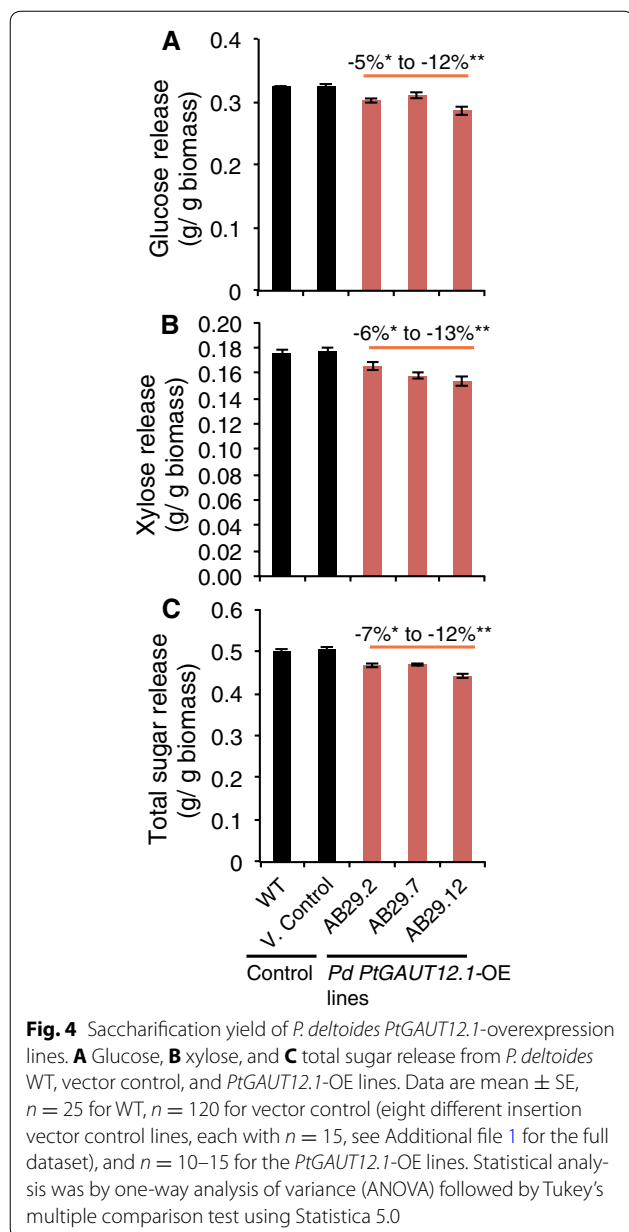 A
-5%* to -12%**
Glucose release
(g/ g biomass)
0.4
0.3
0.2
0.1
0
B
-6%* to -13%**
Xylose release
(g/ g biomass)
0.20
0.18
0.16
0.14
0.12
0.10
0.08
0.06
0.04
0.02
0.00
C
-7%* to -12%**
Total sugar release
(g/ g biomass)
0.6
0.5
0.4
0.3
0.2
0.1
0
WT
V. Control
AB29.2
AB29.7
AB29.12
Control
Pd PtGAUT12.1-OE
lines
Fig. 4 Saccharification yield of P. deltoides PtGAUT12.1-overexpression
lines. A Glucose, B xylose, and C total sugar release from P. deltoides
WT, vector control, and PtGAUT12.1-OE lines. Data are mean ± SE,
n = 25 for WT, n = 120 for vector control (eight different insertion
vector control lines, each with n = 15, see Additional file 1 for the full
dataset), and n = 10–15 for the PtGAUT12.1-OE lines. Statistical analy-
sis was by one-way analysis of variance (ANOVA) followed by Tukey's
multiple comparison test using Statistica 5.0